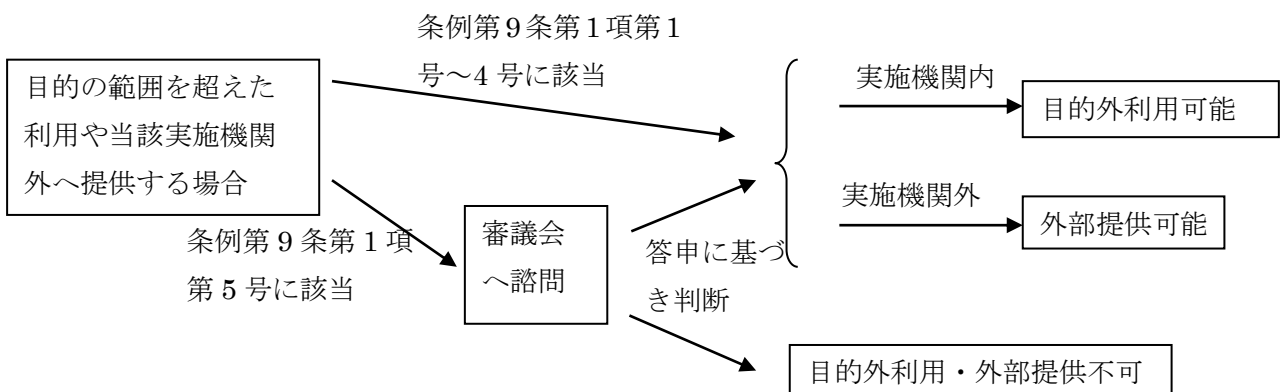 条例第9条第1項第1
号~4号に該当
目的の範囲を超えた
利用や当該実施機関
外へ提供する場合
実施機関内
目的外利用可能
実施機関外
外部提供可能
条例第9条第1項
第5号に該当
審議会
へ諮問
答申に基づ
き判断
目的外利用・外部提供不可